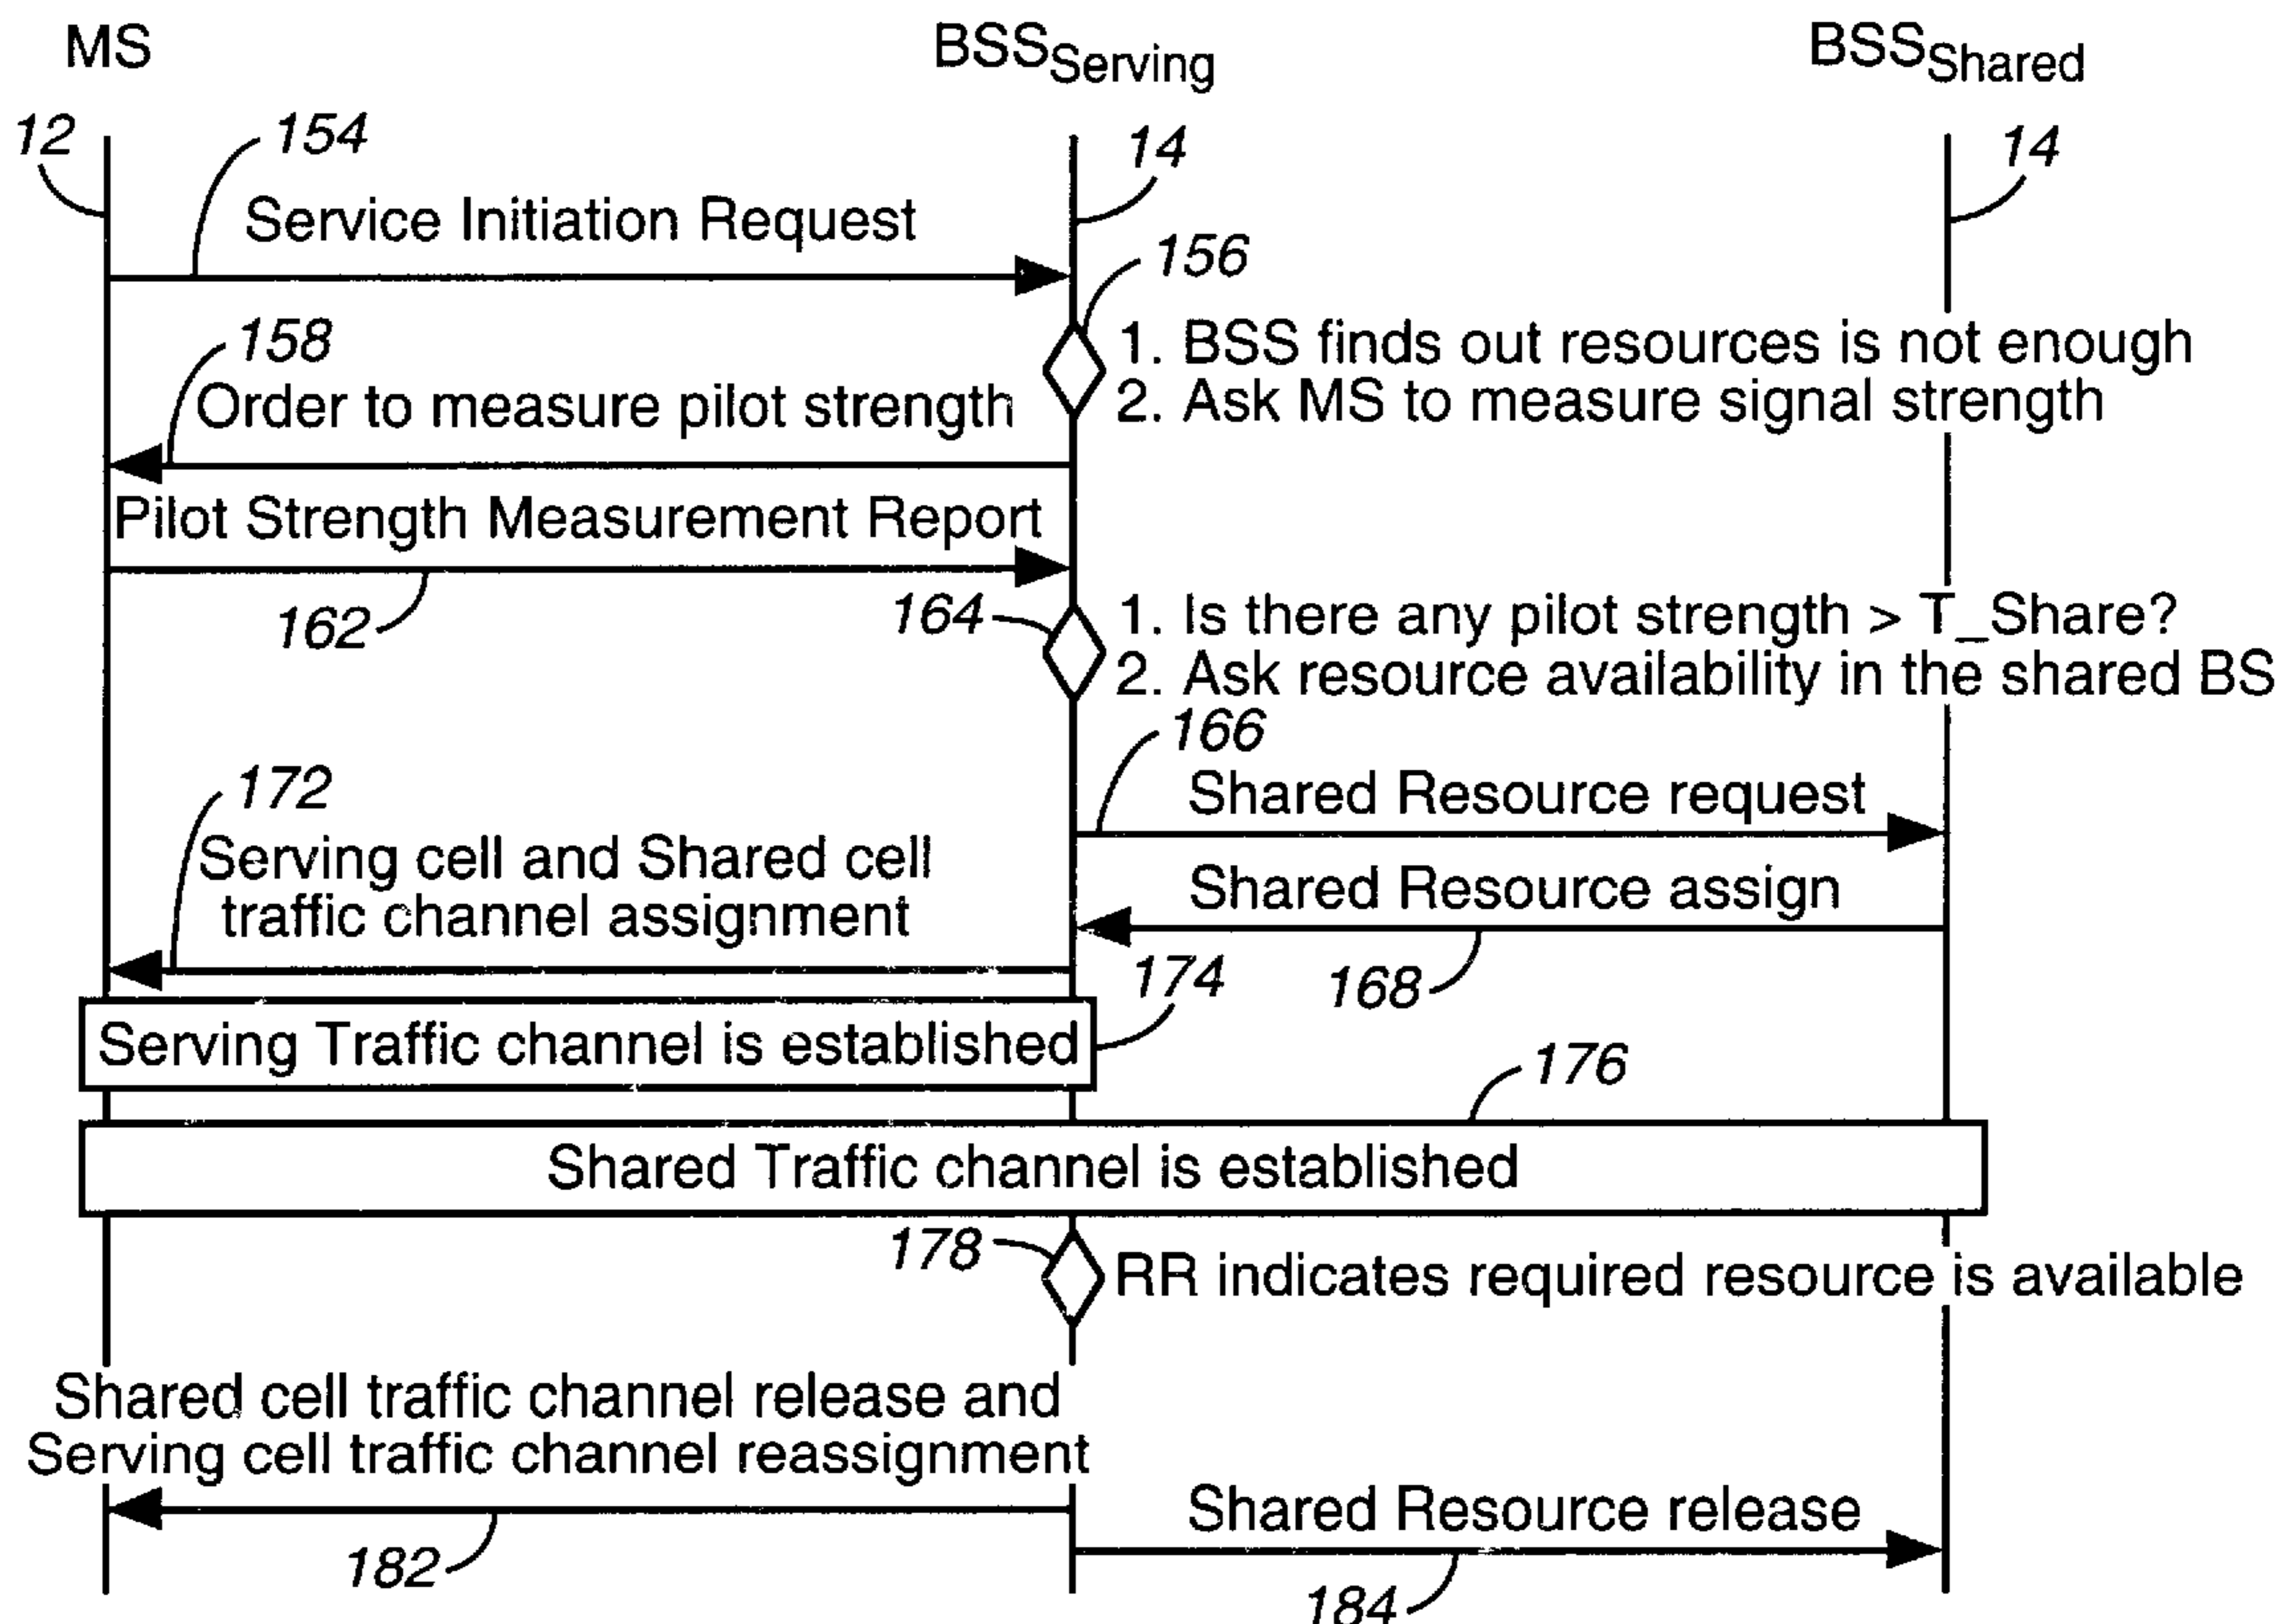 MS
BSS Serving
BSS Shared
12
154
14
14
Service Initiation Request
156
1. BSS finds out resources is not enough
2. Ask MS to measure signal strength
158
Order to measure pilot strength
Pilot Strength Measurement Report
162
164
1. Is there any pilot strength > T_Share?
2. Ask resource availability in the shared BS
166
Shared Resource request
172
Serving cell and Shared cell
traffic channel assignment
Shared Resource assign
168
174
Serving Traffic channel is established
176
Shared Traffic channel is established
178
RR indicates required resource is available
Shared cell traffic channel release and
Serving cell traffic channel reassignment
182
Shared Resource release
184